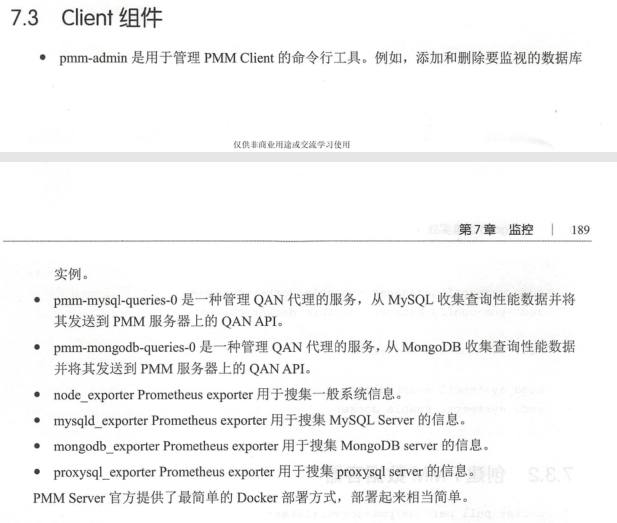 7.3 Client 组件
• pmm-admin 是用于管理 PMM Client 的命令行工具。例如，添加和删除要监视的数据库
仅供非商业用途或交流学习使用
第 7 章 监控 | 189
实例。
• pmm-mysql-queries-0 是一种管理 QAN 代理的服务，从 MySQL 收集查询性能数据并将
其发送到 PMM 服务器上的 QAN API。
• pmm-mongodb-queries-0 是一种管理 QAN 代理的服务，从 MongoDB 收集查询性能数据
并将其发送到 PMM 服务器上的 QAN API。
• node_exporter Prometheus exporter 用于搜集一般系统信息。
• mysqld_exporter Prometheus exporter 用于搜集 MySQL Server 的信息。
• mongodb_exporter Prometheus exporter 用于搜集 MongoDB server 的信息。
• proxysql_exporter Prometheus exporter 用于搜集 proxysql server 的信息。
PMM Server 官方提供了最简单的 Docker 部署方式，部署起来相当简单。